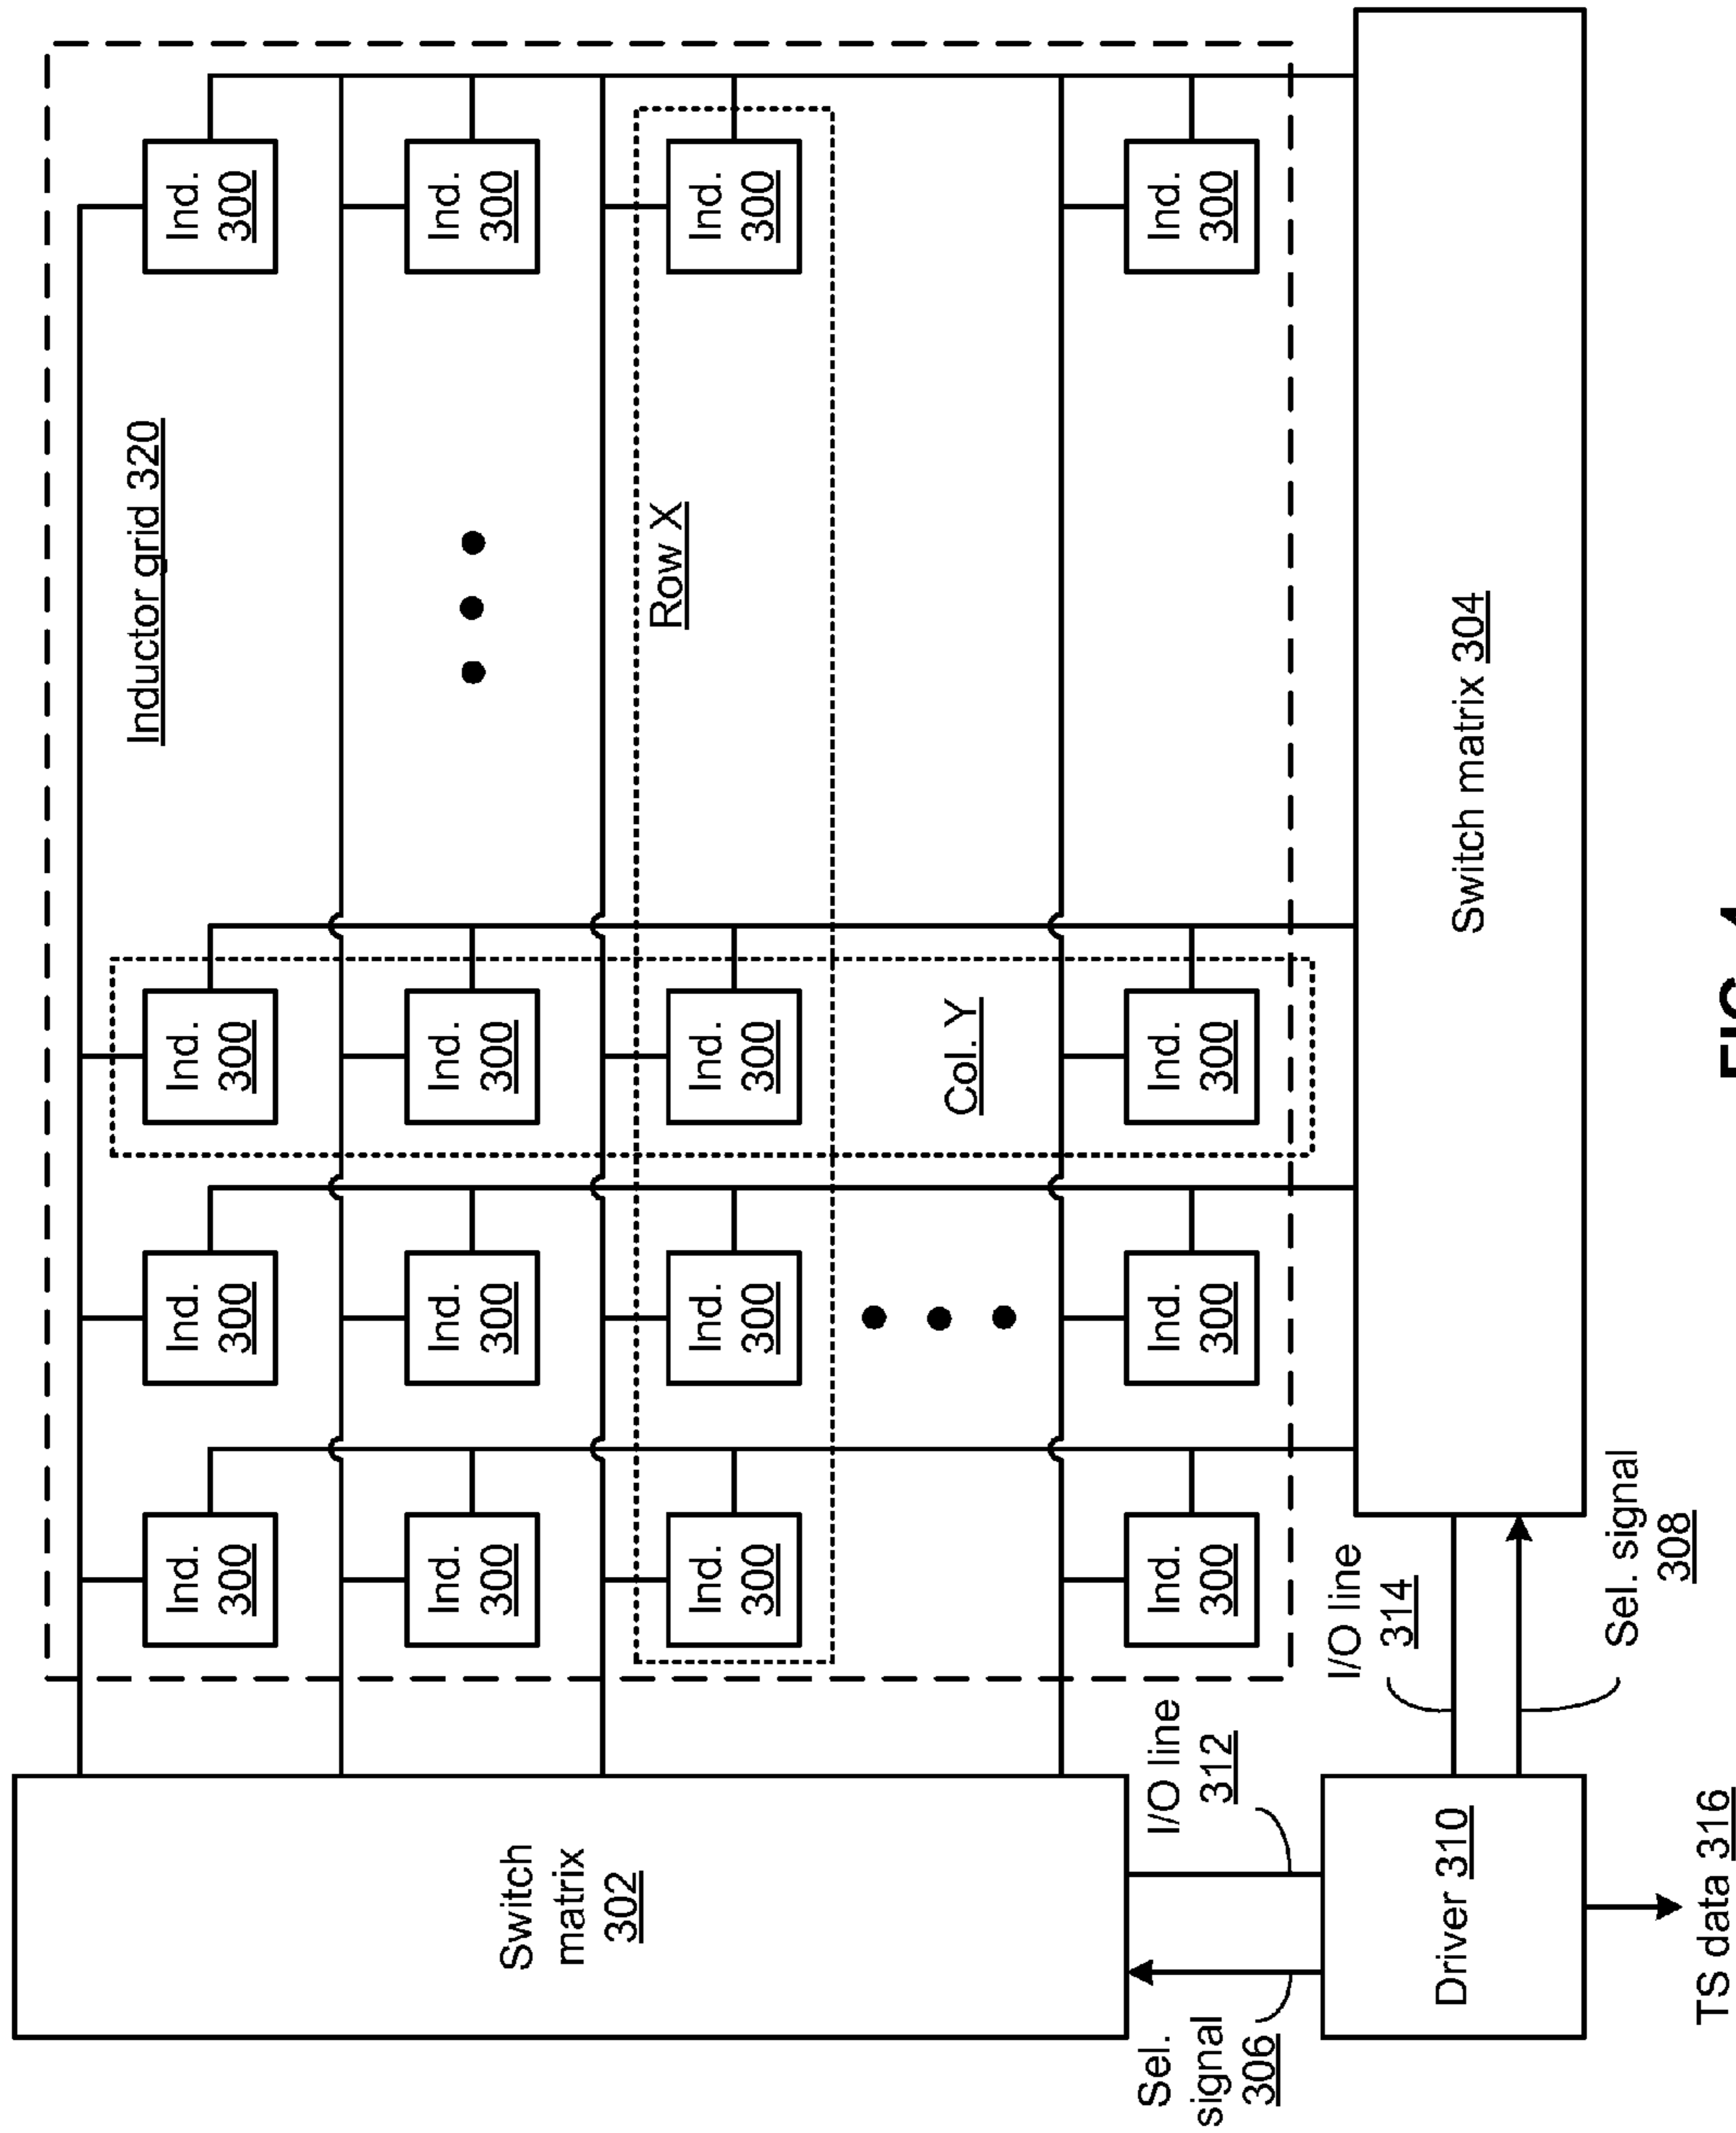 Inductor grid 320
Ind.
300
Ind.
300
Ind.
300
Ind.
300
Ind.
300
Ind.
300
Ind.
300
Ind.
300
Switch
matrix
302
Row X
Ind.
300
Ind.
300
Ind.
300
Ind.
300
Col. Y
Ind.
300
Ind.
300
Ind.
300
Ind.
300
Sel.
signal
306
I/O line
312
I/O line
314
Driver 310
Switch matrix 304
Sel. signal
308
TS data 316